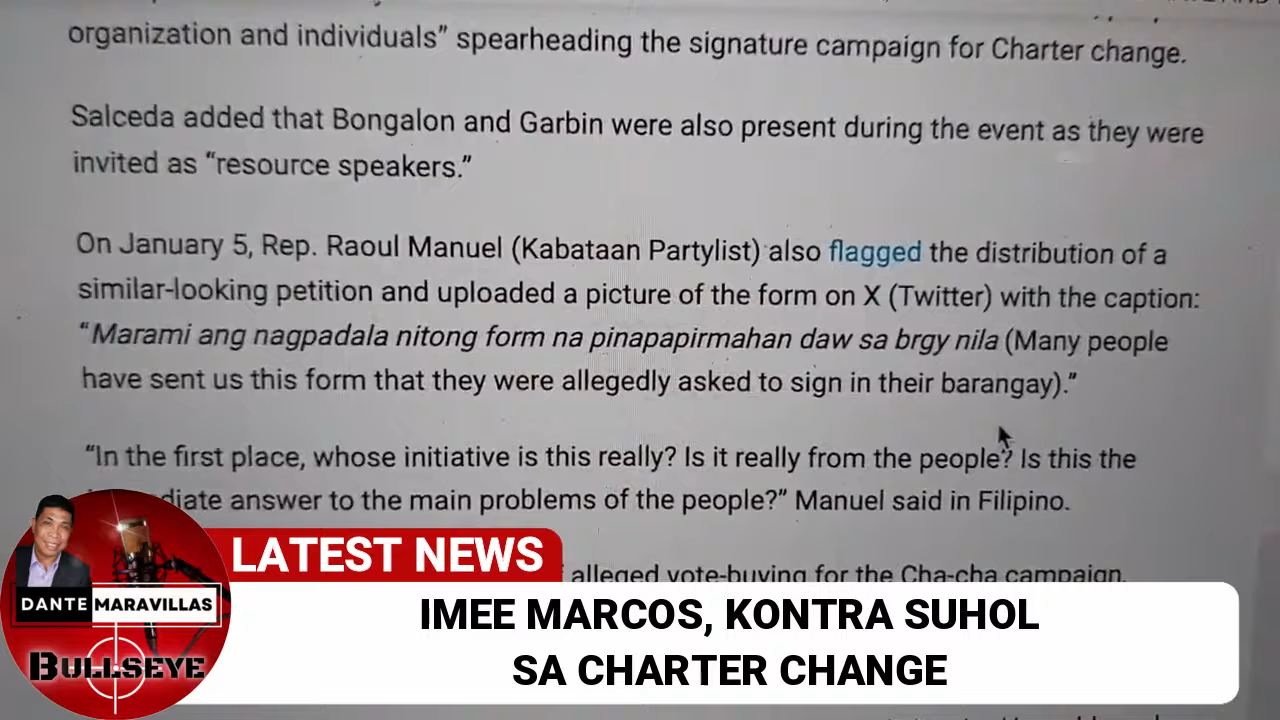 organization and individuals” spearheading the signature campaign for Charter change.
Salceda added that Bongalon and Garbin were also present during the event as they were
invited as “resource speakers.”
On January 5, Rep. Raoul Manuel (Kabataan Partylist) also flagged the distribution of a
similar-looking petition and uploaded a picture of the form on X (Twitter) with the caption:
“Marami ang nagpadala nitong form na pinapapirmahan daw sa brgy nila (Many people
have sent us this form that they were allegedly asked to sign in their barangay).”
“In the first place, whose initiative is this really? Is it really from the people? Is this the
diate answer to the main problems of the people?” Manuel said in Filipino.
alleged vote-buying for the Cha-cha campaign,
LATEST NEWS
DANTE MARAVILLAS
BULLSEYE
IMEE MARCOS, KONTRA SUHOL
SA CHARTER CHANGE